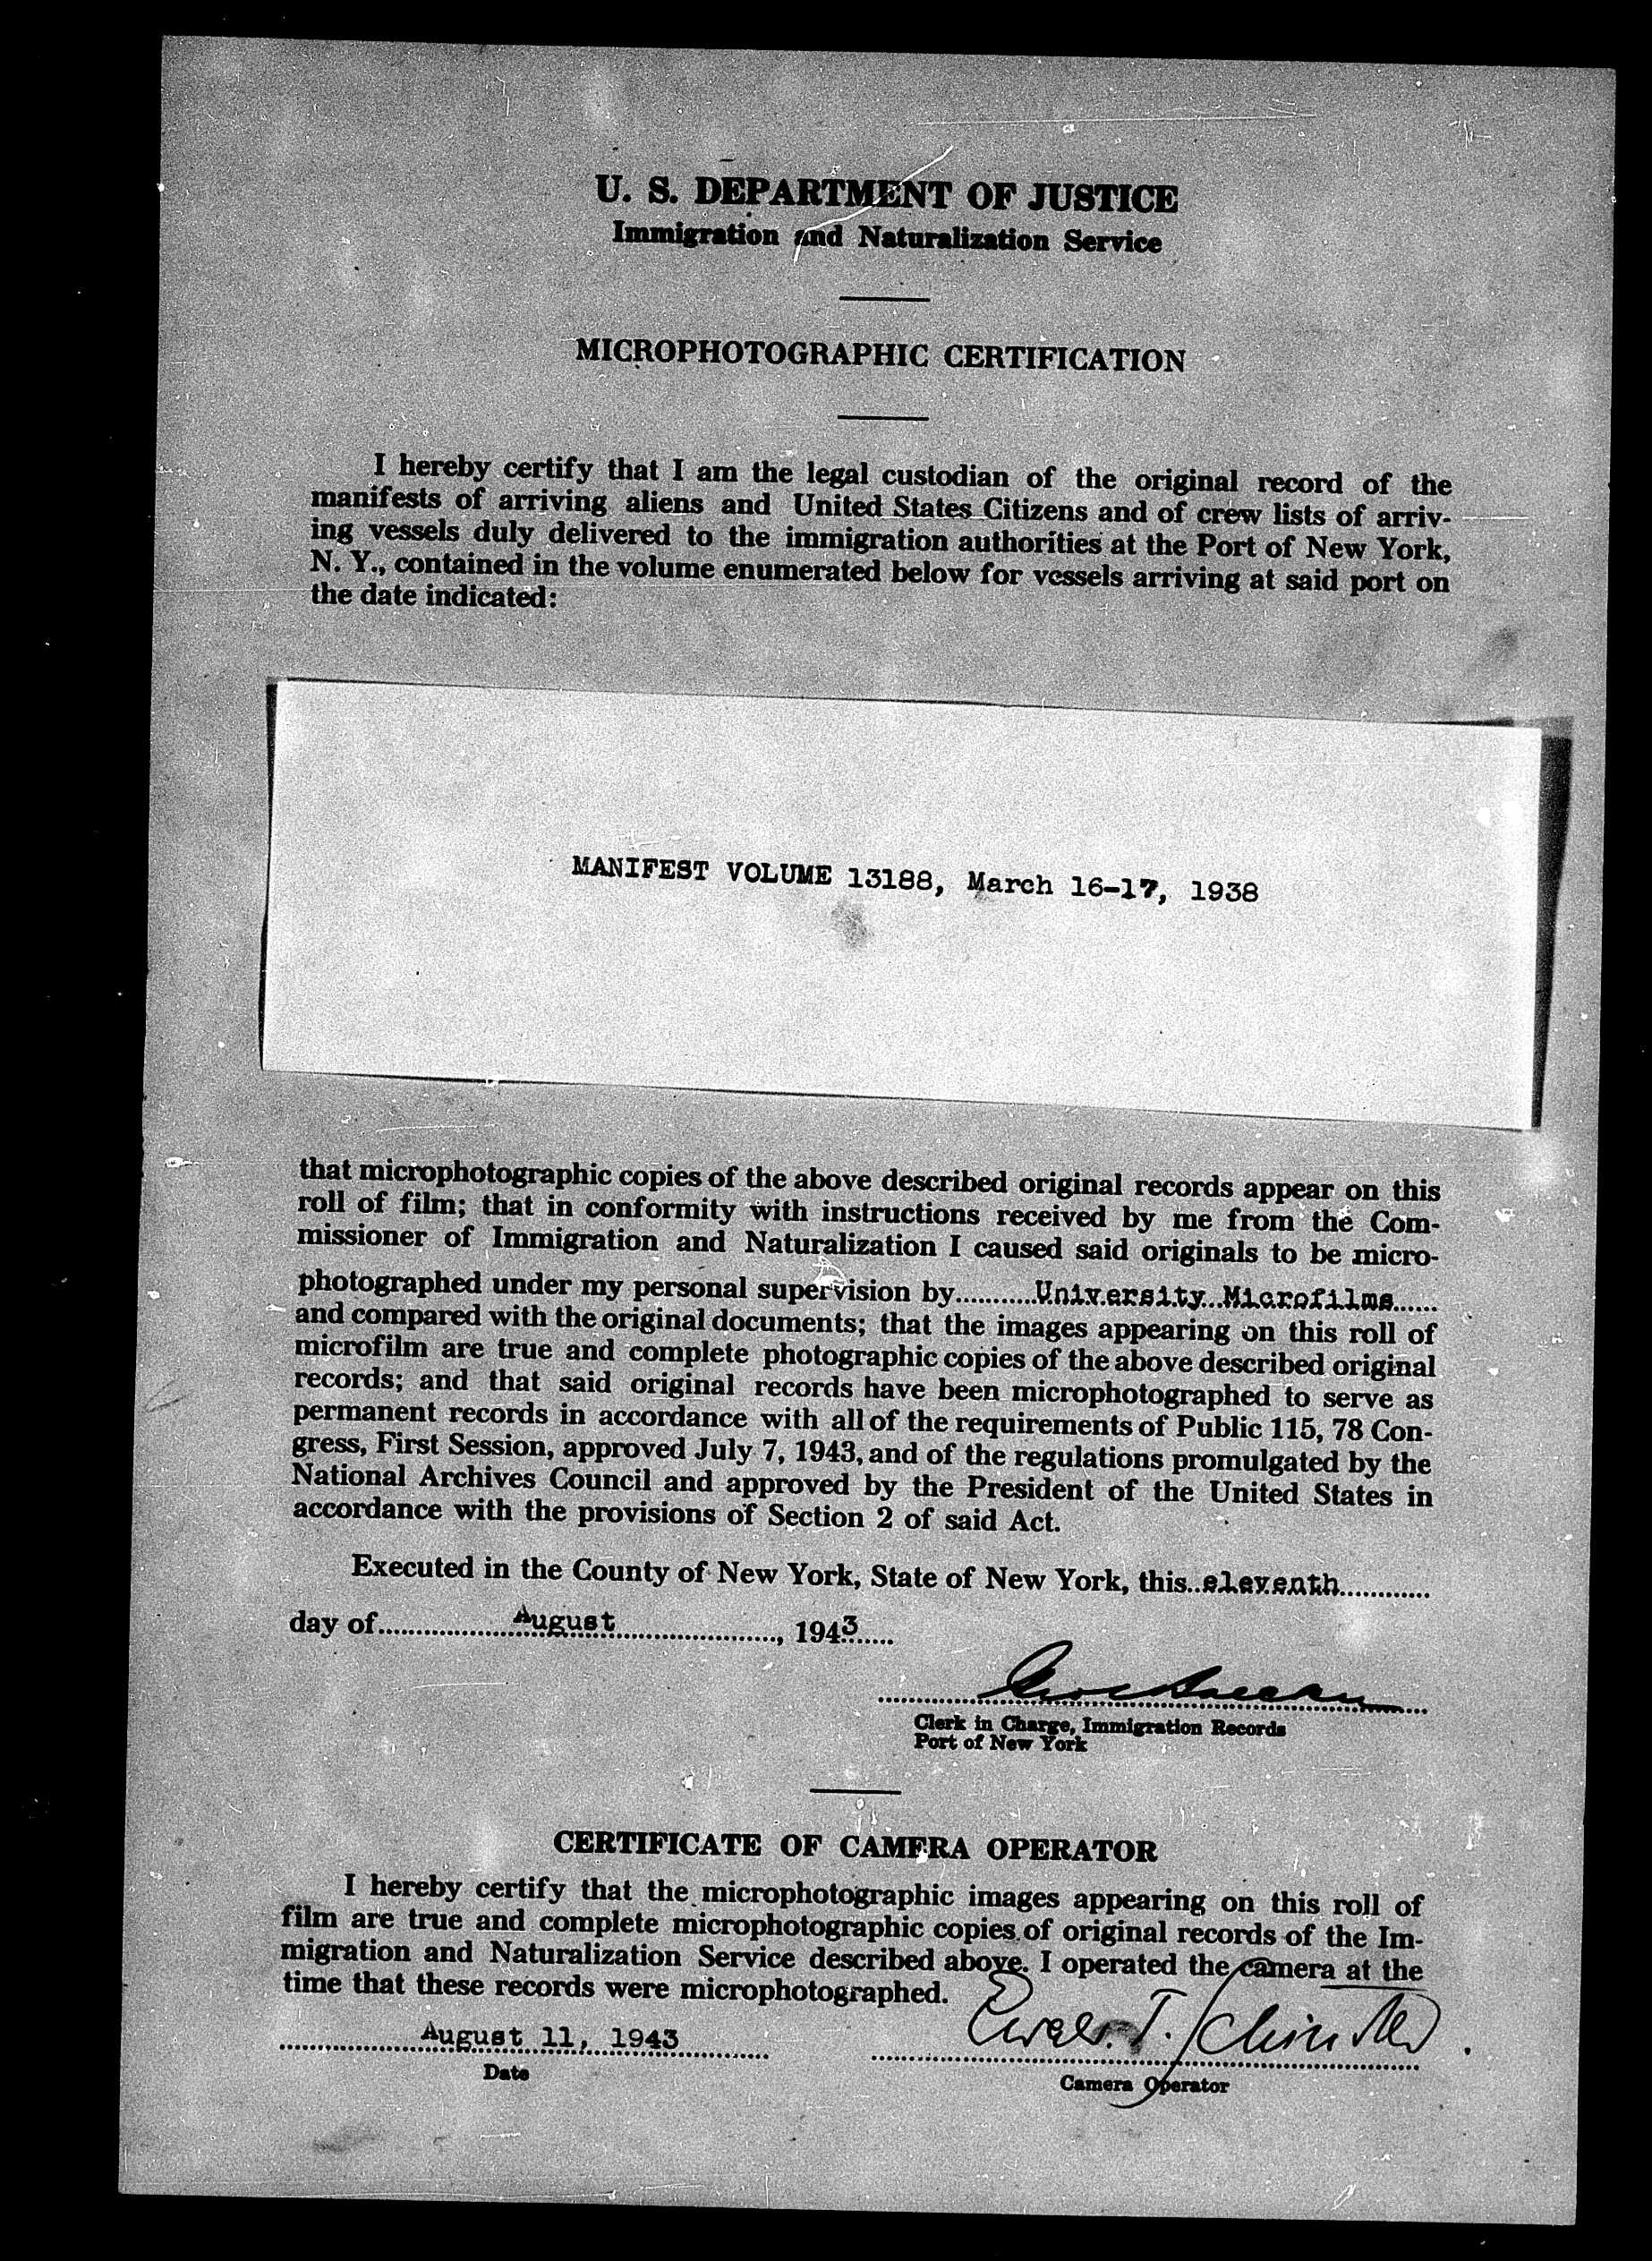 U. S. DEPARTMENT OF JUSTICE
Immigration and Naturalization Service
MICROPHOTOGRAPHIC CERTIFICATION
I hereby certify that I am the legal custodian of the original record of the
manifests of arriving aliens and United States Citizens and of crew lists of arriv-
ing vessels duly delivered to the immigration authorities at the Port of New York,
N. Y., contained in the volume enumerated below for vessels arriving at said port on
the date indicated:
MANIFEST VOLUME 13188, March 16-17, 1938
that microphotographic copies of the above described original records appear on this
roll of film; that in conformity with instructions received by me from the Com-
missioner of Immigration and Naturalization I caused said originals to be micro-
photographed under my personal supervision by...........University Microfilms......
and compared with the original documents; that the images appearing on this roll of
microfilm are true and complete photographic copies of the above described original
records; and that said original records have been microphotographed to serve as
permanent records in accordance with all of the requirements of Public 115, 78 Con-
gress, First Session, approved July 7, 1943, and of the regulations promulgated by the
National Archives Council and approved by the President of the United States in
accordance with the provisions of Section 2 of said Act.
Executed in the County of New York, State of New York, this..eleventh............
day of....................August........................, 1943......
Clerk in Charge, Immigration Records
Port of New York
CERTIFICATE OF CAMERA OPERATOR
I hereby certify that the microphotographic images appearing on this roll of
film are true and complete microphotographic copies of original records of the Im-
migration and Naturalization Service described above. I operated the camera at the
time that these records were microphotographed.
August 11, 1943
Date
Camera Operator